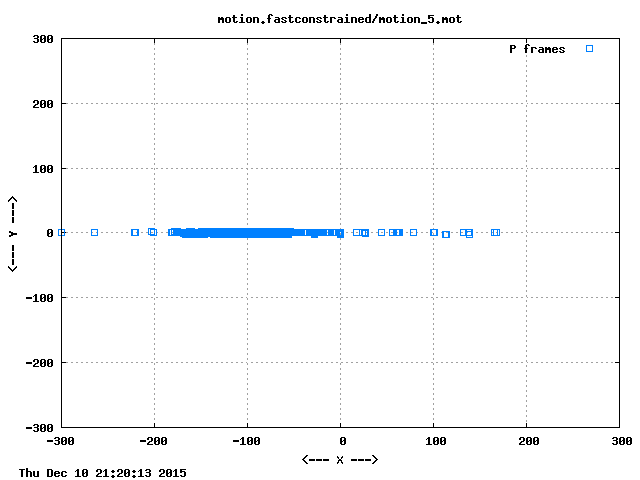 motion.fastconstrained/motion_5.mot
P frames
300
200
100
0
-100
-200
-300
<--- Y --->
-300 -200 -100 0 100 200 300
<--- X --->
Thu Dec 10 21:20:13 2015